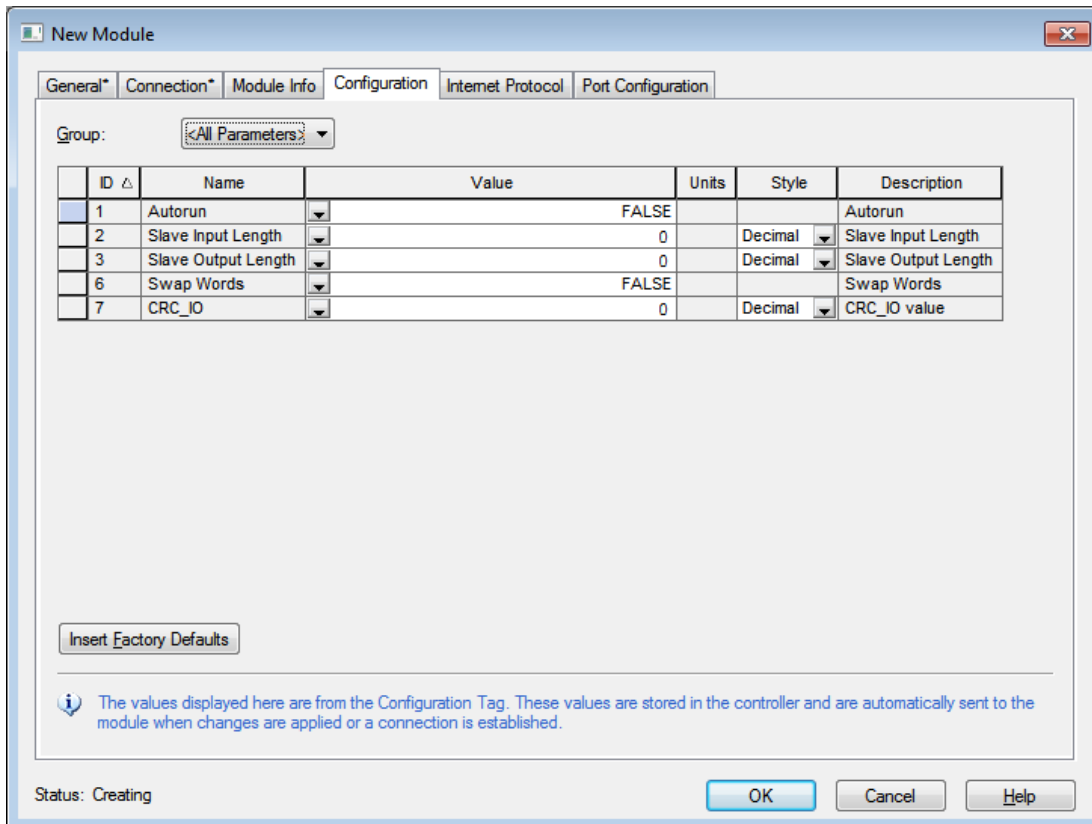 New Module
General* Connection* Module Info Configuration Internet Protocol Port Configuration
Group: <All Parameters>
ID Name Value Units Style Description
1 Autorun FALSE Autorun
2 Slave Input Length 0 Decimal Slave Input Length
3 Slave Output Length 0 Decimal Slave Output Length
6 Swap Words FALSE Swap Words
7 CRC_IO 0 Decimal CRC_IO value
Insert Factory Defaults
The values displayed here are from the Configuration Tag. These values are stored in the controller and are automatically sent to the
module when changes are applied or a connection is established.
Status: Creating OK Cancel Help